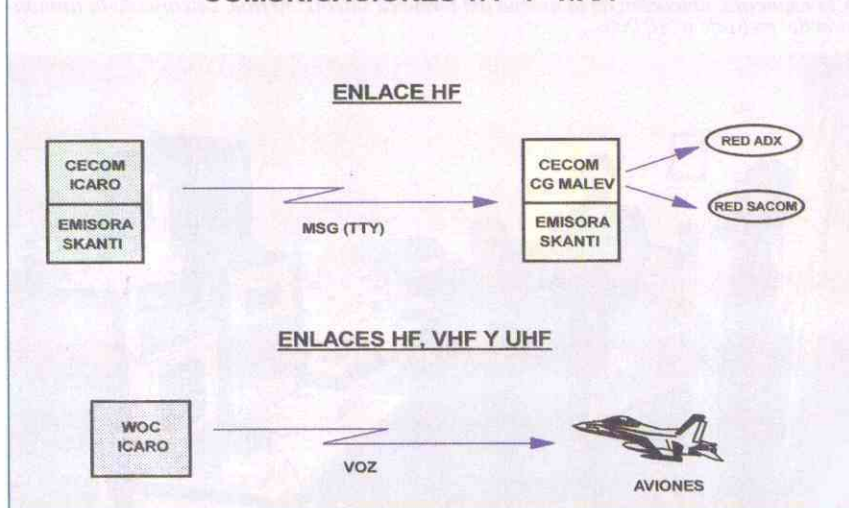 ENLACE HF
CECOM
ICARO
EMISORA
SKANTI
MSG (TTY)
CECOM
CG MALEV
EMISORA
SKANTI
RED ADX
RED SACOM
ENLACES HF, VHF Y UHF
WOC
ICARO
VOZ
AVIONES